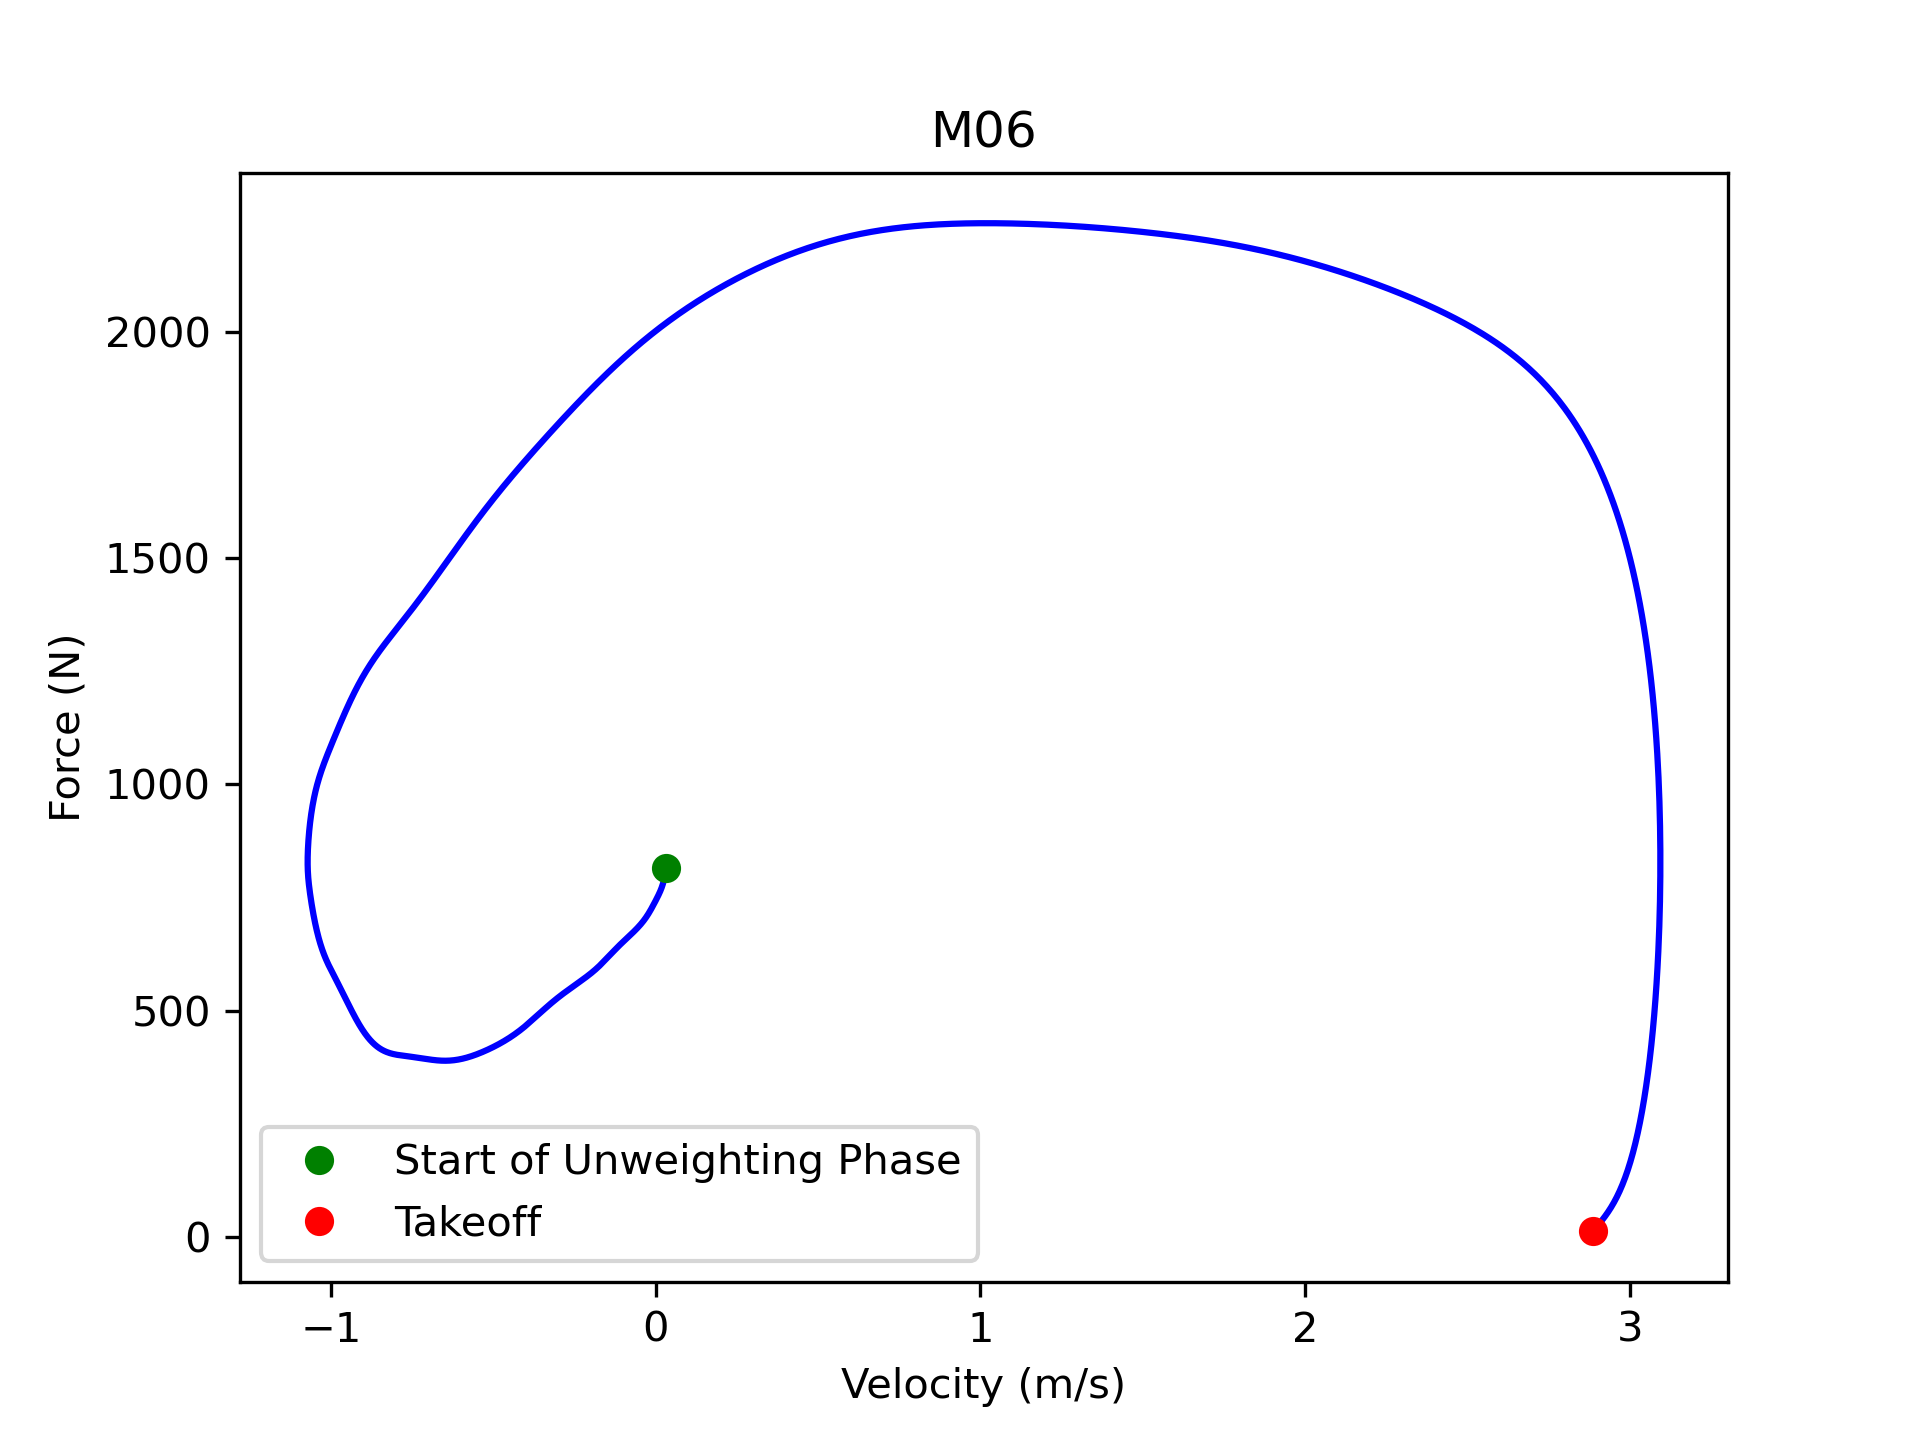 M06
2000
1500
1000
500
0
Force (N)
Start of Unweighting Phase
Takeoff
−1 0 1 2 3
Velocity (m/s)